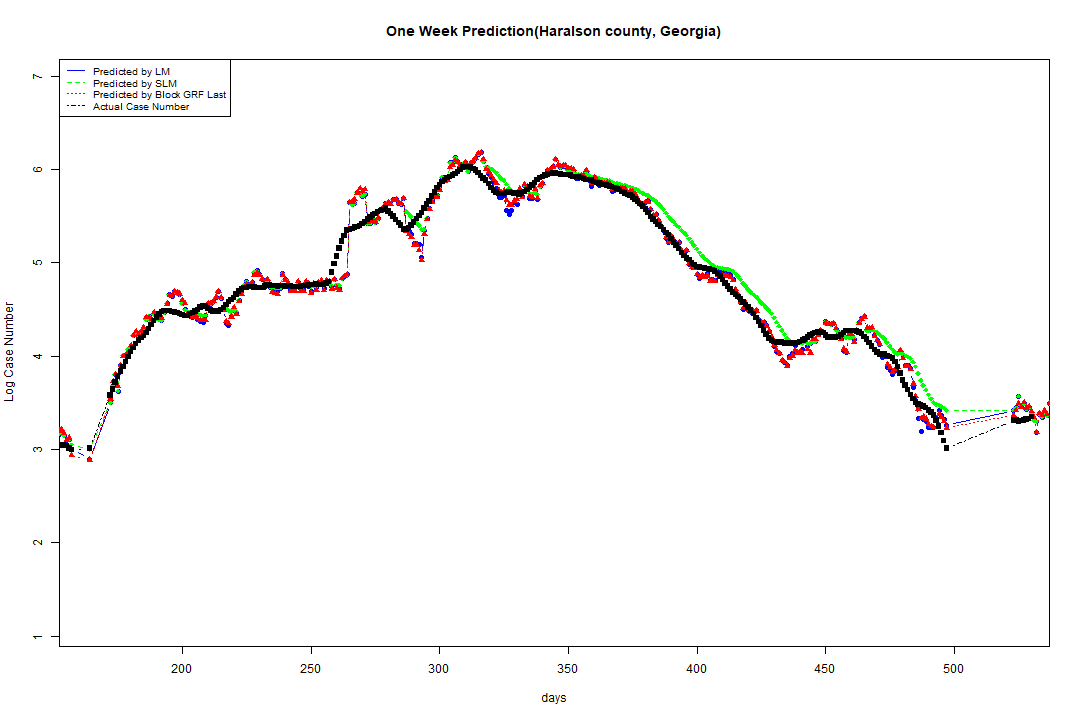 One Week Prediction(Haralson county, Georgia)
Predicted by LM
Predicted by SLM
Predicted by Block GRF Last
Actual Case Number
7
6
5
4
3
2
1
Log Case Number
200 250 300 350 400 450 500
days